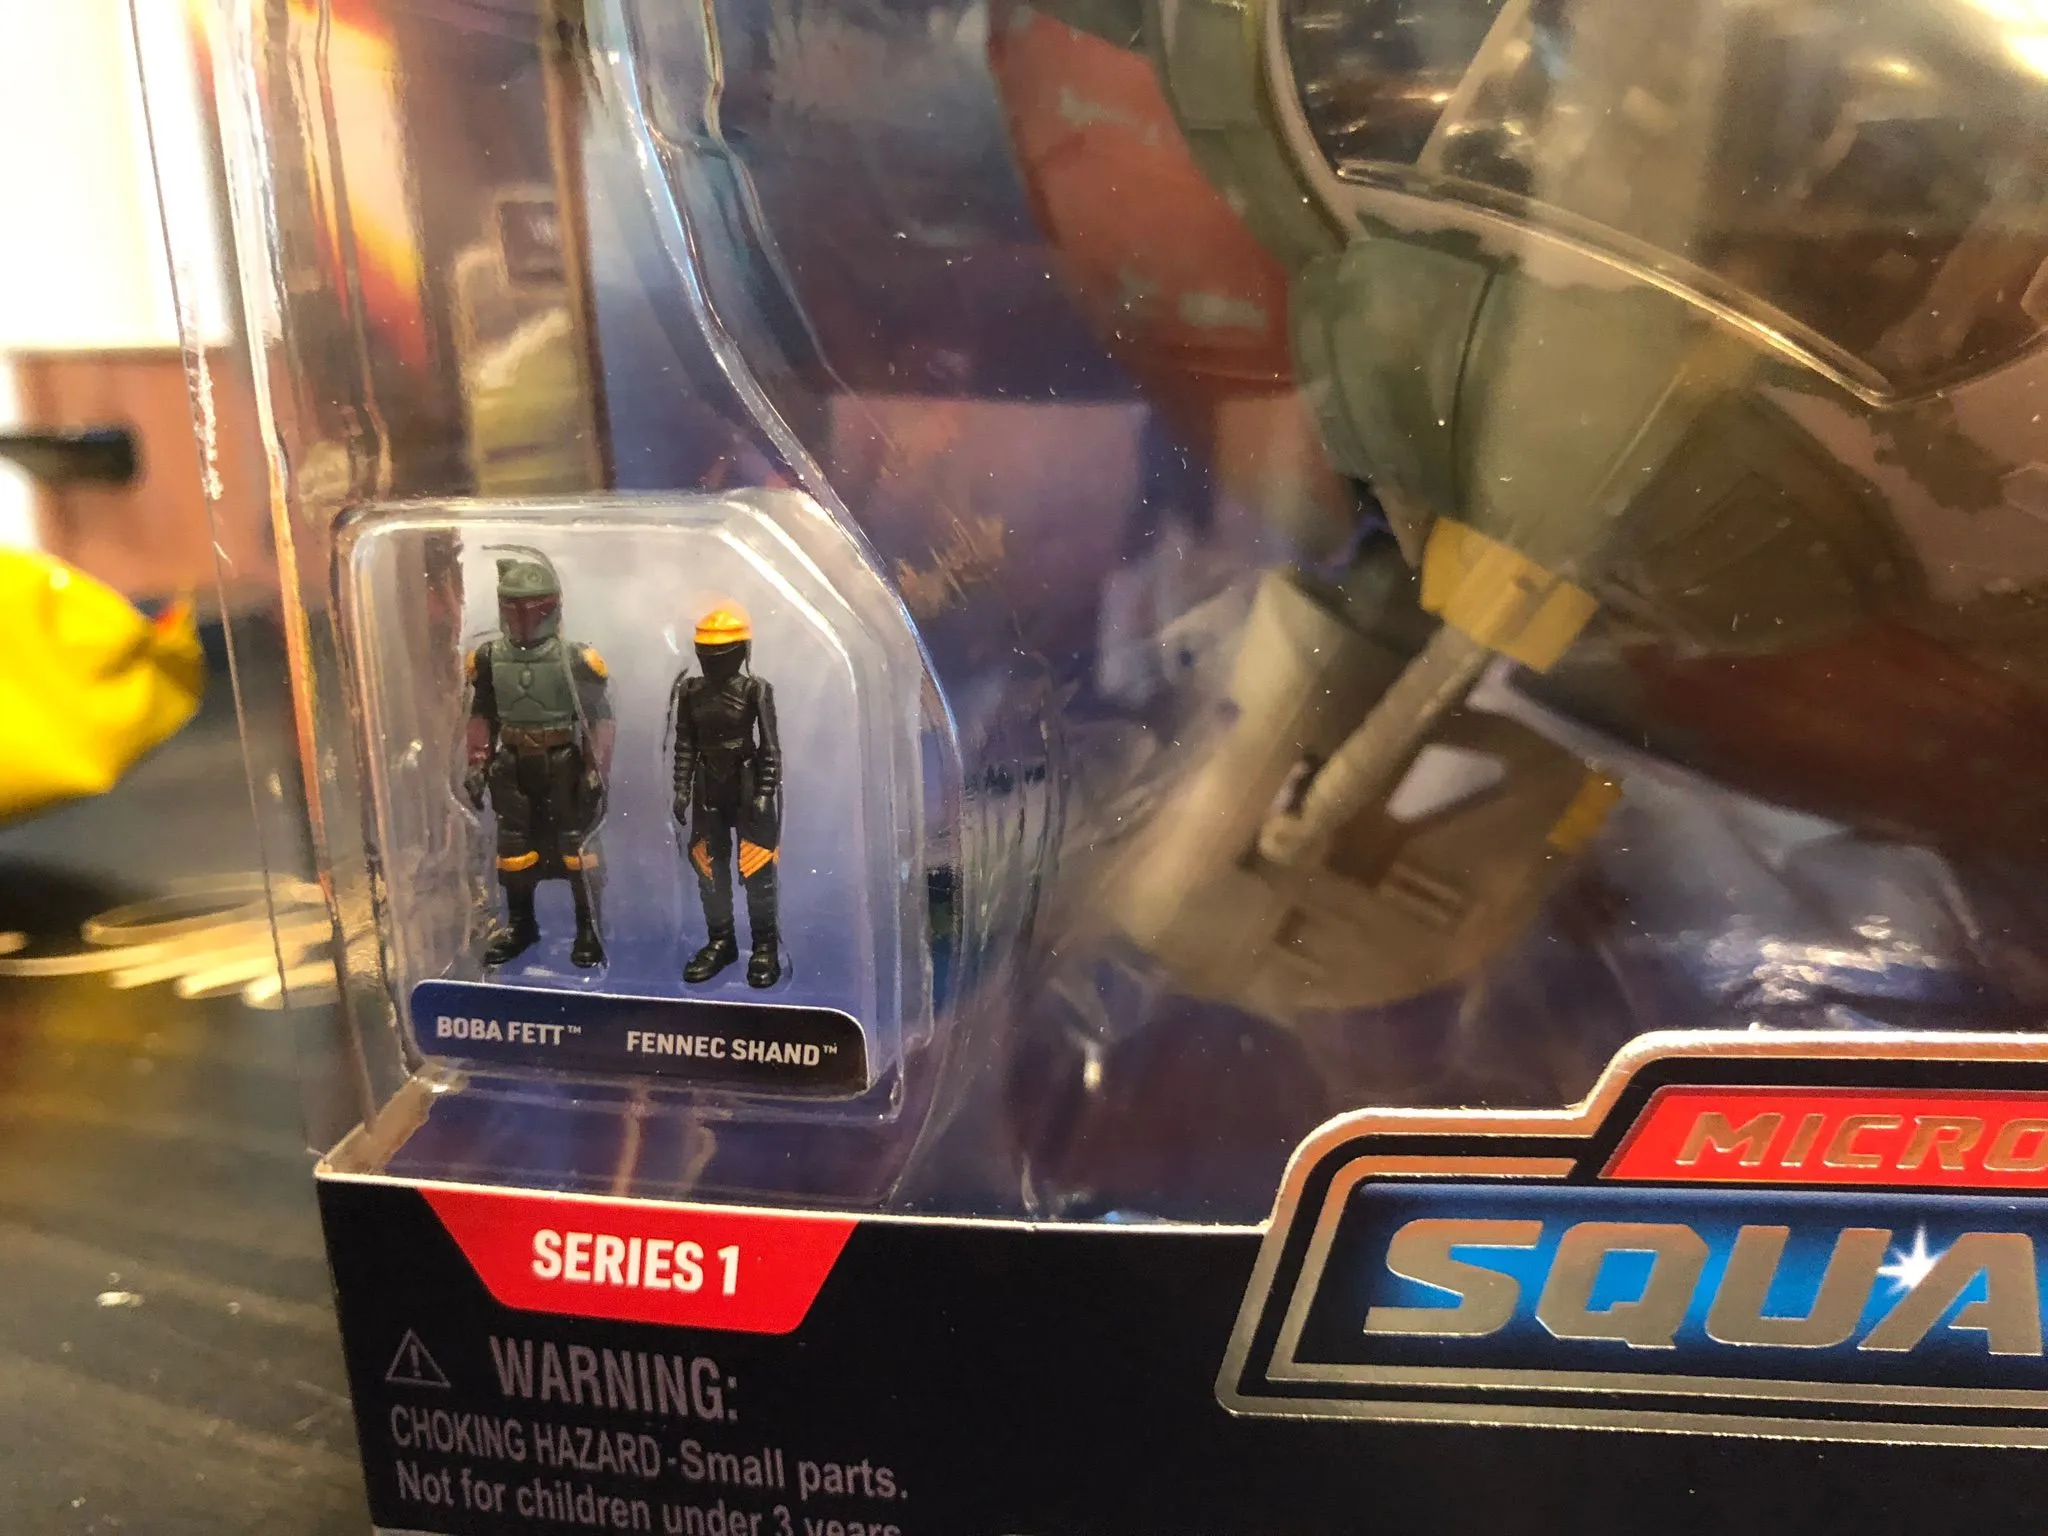 BOBA FETT™ FENNEC SHAND™
SERIES 1
MICRO
SQUA
WARNING:
CHOKING HAZARD-Small parts.
Not for children under 3 years